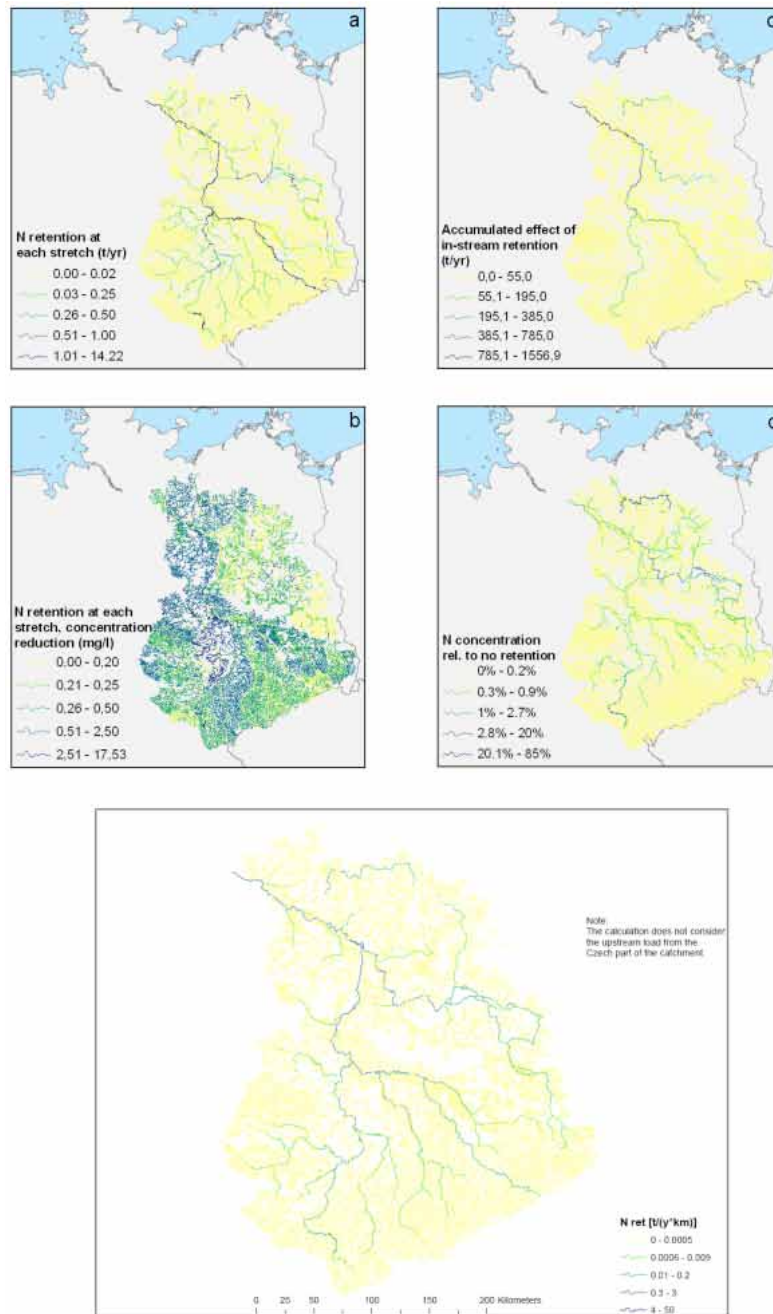 a
N retention at
each stretch (t/yr)
0.00 - 0.02
0.03 - 0.25
0.26 - 0.50
0.51 - 1.00
1.01 - 14.22
Accumulated effect of
in-stream retention
(t/yr)
0,0 - 55,0
55,1 - 195,0
195,1 - 385,0
385,1 - 785,0
785,1 - 1556,9
b
N retention at each
stretch, concentration
reduction (mg/l)
0.00 - 0,20
0,21 - 0,25
0,26 - 0,50
0,51 - 2,50
2,51 - 17,53
N concentration
rel. to no retention
0% - 0.2%
0.3% - 0.9%
1% - 2.7%
2.8% - 20%
20.1% - 85%
Note:
The calculation does not consider
the upstream load from the
Czech part of the catchment.
N ret [t/(y*km)]
0 - 0.0005
0.0006 - 0.009
0.01 - 0.2
0.3 - 3
4 - 50
0 25 50 100 150 200 Kilometers